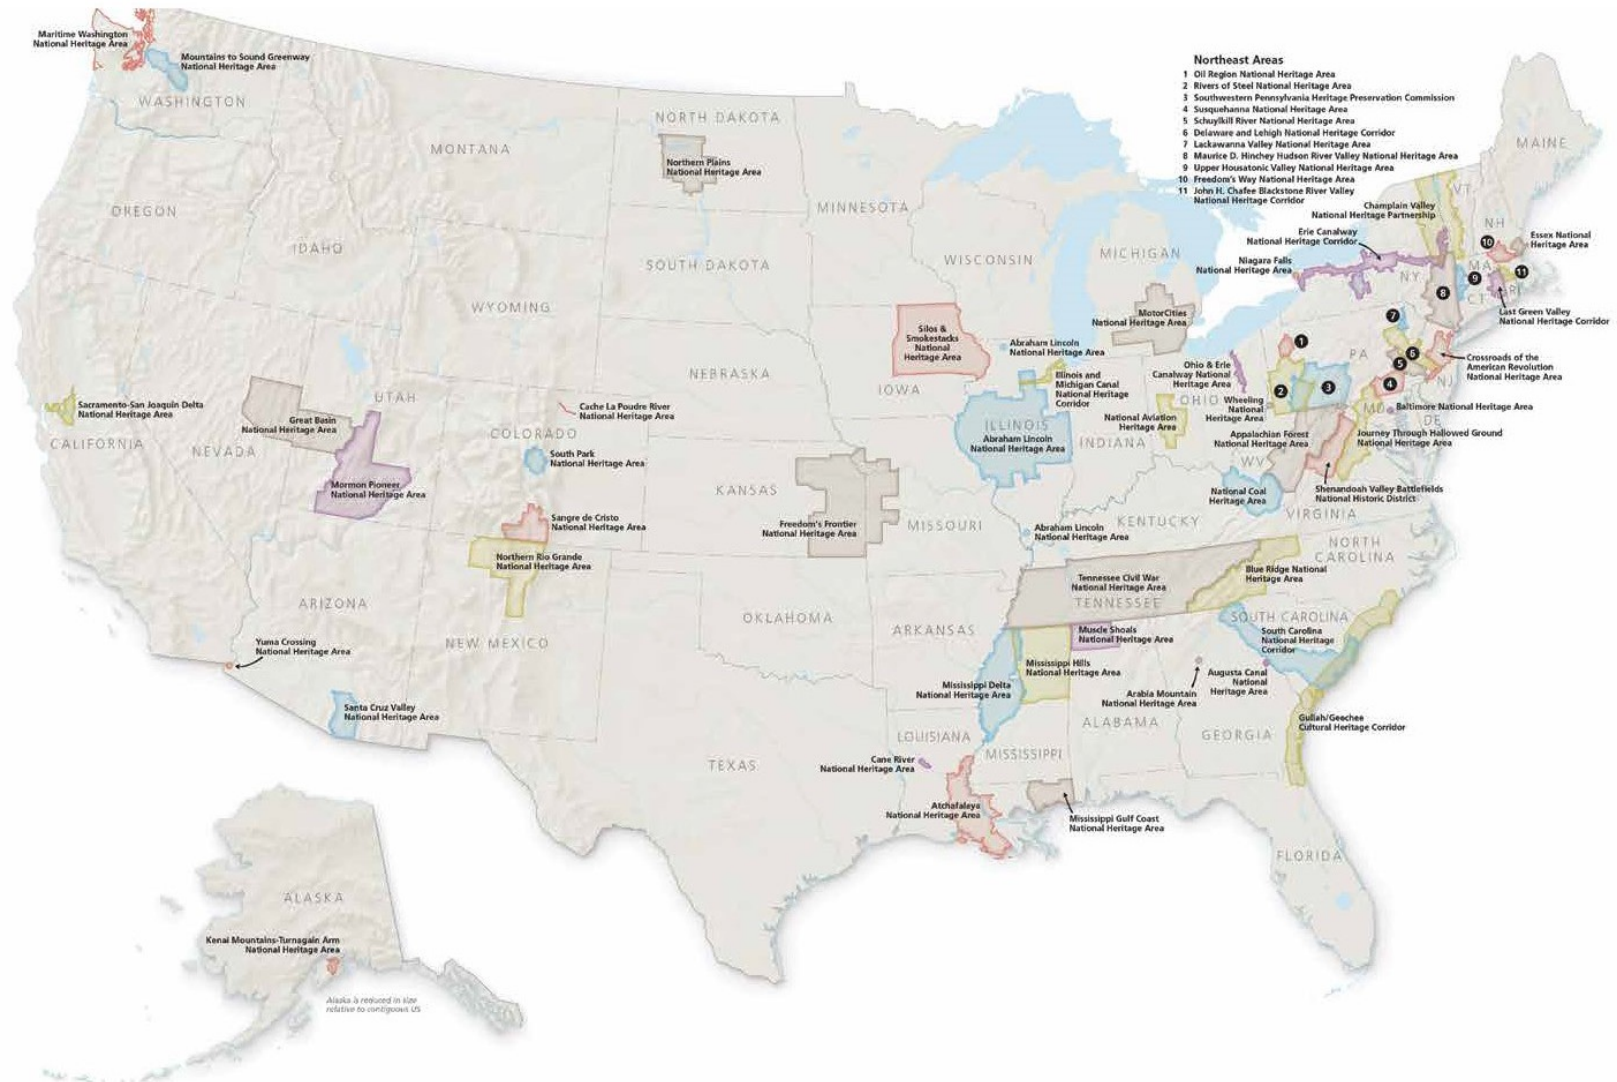 Maritime Washington
National Heritage Area
Mountains to Sound Greenway
National Heritage Area
WASHINGTON
OREGON
IDAHO
MONTANA
NORTH DAKOTA
Northern Plains
National Heritage Area
SOUTH DAKOTA
WYOMING
MINNESOTA
WISCONSIN
MICHIGAN
Northeast Areas
1 Oil Region National Heritage Area
2 Rivers of Steel National Heritage Area
3 Southwestern Pennsylvania Heritage Preservation Commission
4 Susquehanna National Heritage Area
5 Schuylkill River National Heritage Area
6 Delaware and Lehigh National Heritage Corridor
7 Lackawanna Valley National Heritage Area
8 Maurice D. Hinchey Hudson River Valley National Heritage Area
9 Upper Housatonic Valley National Heritage Area
10 Freedom's Way National Heritage Area
11 John H. Chafee Blackstone River Valley
National Heritage Corridor
MAINE
VT
NH
MA
CT
RI
NY
PA
NJ
MD
DE
Champlain Valley
National Heritage Partnership
Erie Canalway
National Heritage Corridor
Niagara Falls
National Heritage Area
Essex National
Heritage Area
Last Green Valley
National Heritage Corridor
10
11
9
8
7
1
6
5
4
2
3
Crossroads of the
American Revolution
National Heritage Area
Baltimore National Heritage Area
Journey Through Hallowed Ground
National Heritage Area
Shenandoah Valley Battlefields
National Historic District
MotorCities
National Heritage Area
Silos &
Smokestacks
National
Heritage Area
IOWA
Abraham Lincoln
National Heritage Area
Illinois and
Michigan Canal
National Heritage
Corridor
Ohio & Erie
Canalway National
Heritage Area
OHIO
Wheeling
National
Heritage Area
National Aviation
Heritage Area
Appalachian Forest
National Heritage Area
WV
National Coal
Heritage Area
VIRGINIA
ILLINOIS
Abraham Lincoln
National Heritage Area
INDIANA
NEBRASKA
UTAH
Sacramento-San Joaquin Delta
National Heritage Area
CALIFORNIA
NEVADA
Great Basin
National Heritage Area
Mormon Pioneer
National Heritage Area
Cache La Poudre River
National Heritage Area
COLORADO
South Park
National Heritage Area
Sangre de Cristo
National Heritage Area
Northern Rio Grande
National Heritage Area
KANSAS
Freedom's Frontier
National Heritage Area
MISSOURI
Abraham Lincoln
National Heritage Area
KENTUCKY
NORTH
CAROLINA
Tennessee Civil War
National Heritage Area
TENNESSEE
Blue Ridge National
Heritage Area
SOUTH CAROLINA
South Carolina
National Heritage
Corridor
ARIZONA
NEW MEXICO
OKLAHOMA
ARKANSAS
Muscle Shoals
National Heritage Area
Mississippi Hills
National Heritage Area
Mississippi Delta
National Heritage Area
Augusta Canal
National
Heritage Area
Arabia Mountain
National Heritage Area
Yuma Crossing
National Heritage Area
Santa Cruz Valley
National Heritage Area
TEXAS
LOUISIANA
MISSISSIPPI
ALABAMA
GEORGIA
Gullah/Geechee
Cultural Heritage Corridor
Cane River
National Heritage Area
Atchafalaya
National Heritage Area
Mississippi Gulf Coast
National Heritage Area
FLORIDA
ALASKA
Kenai Mountains-Turnagain Arm
National Heritage Area
Alaska is reduced in size
relative to contiguous US